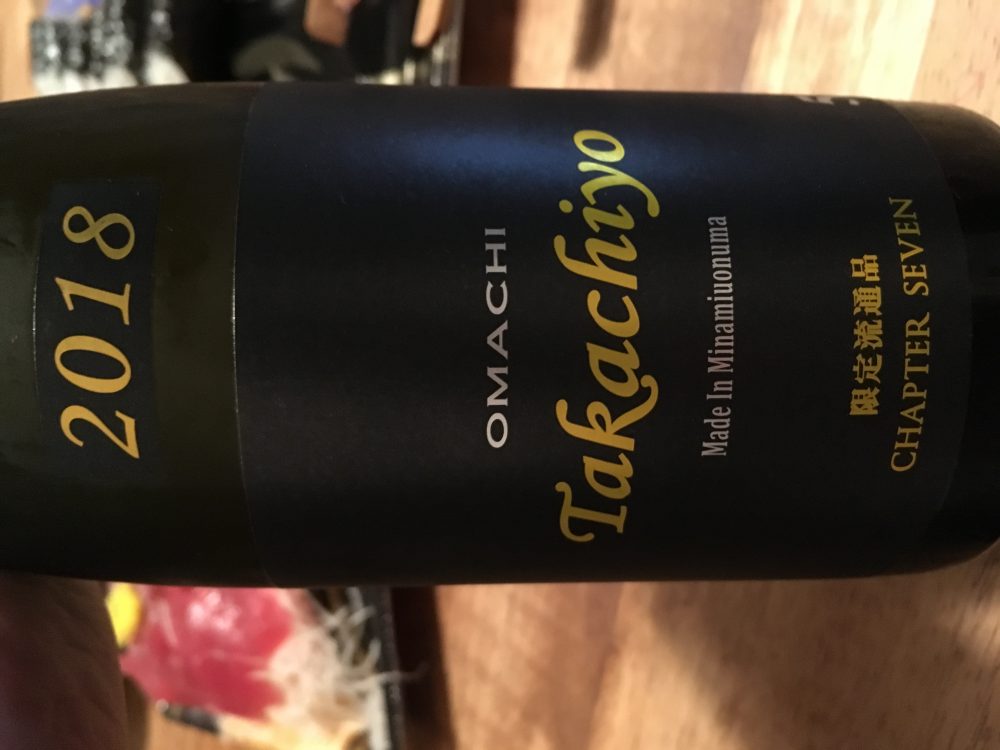 2018
OMACHI
Takachiyo
Made In Minamiuonuma
限定流通品
CHAPTER SEVEN